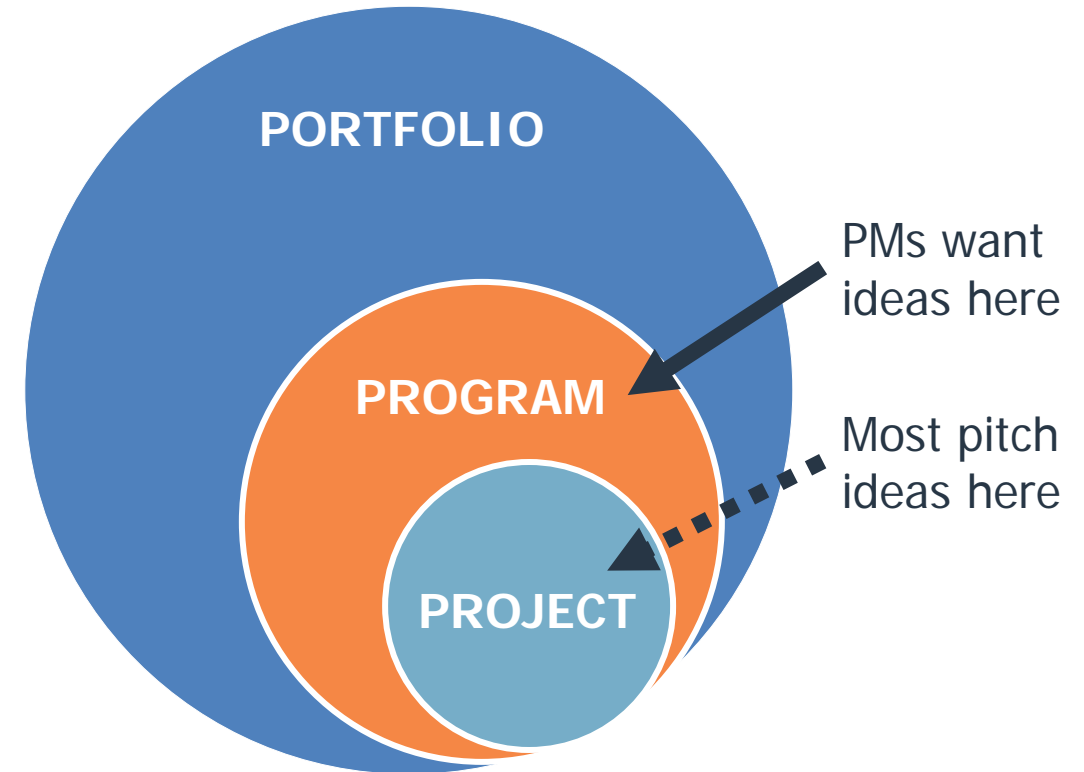 PORTFOLIO
PMs want
ideas here
PROGRAM
Most pitch
ideas here
PROJECT